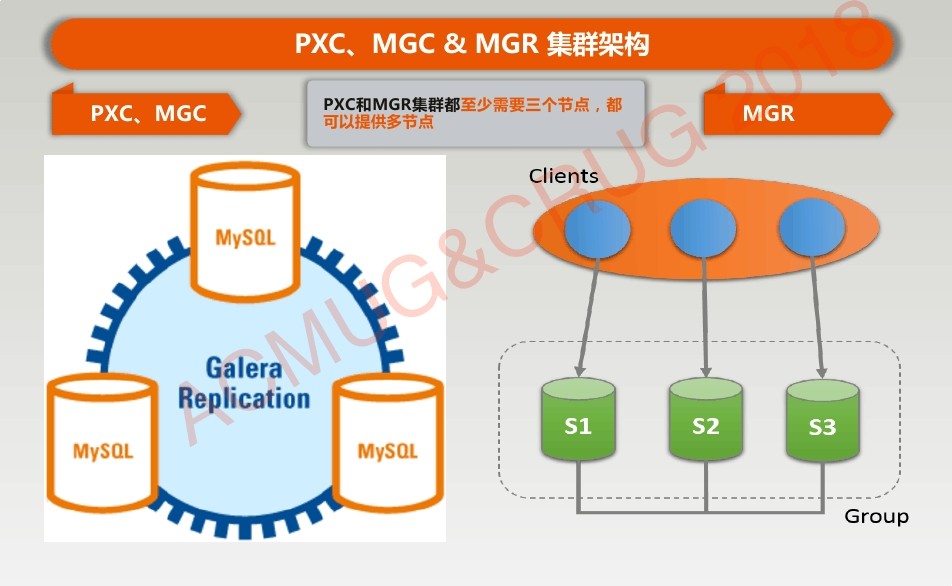 PXC、MGC & MGR 集群架构
PXC、MGC
PXC和MGR集群都至少需要三个节点，都
可以提供多节点
MGR
MySQL
Galera
Replication
MySQL
MySQL
Clients
S1
S2
S3
Group
ACMUG&CRUG 2018